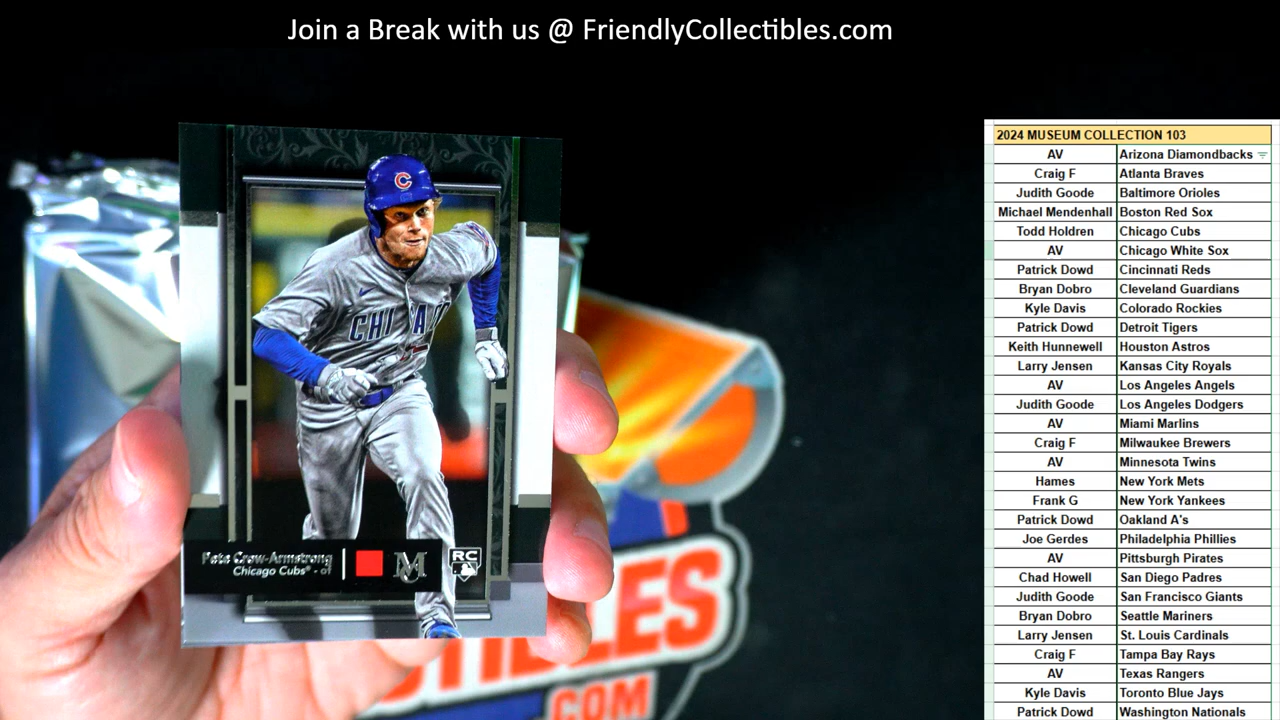 Join a Break with us @ FriendlyCollectibles.com
2024 MUSEUM COLLECTION 103
AV Arizona Diamondbacks
Craig F Atlanta Braves
Judith Goode Baltimore Orioles
Michael Mendenhall Boston Red Sox
Todd Holdren Chicago Cubs
AV Chicago White Sox
Patrick Dowd Cincinnati Reds
Bryan Dobro Cleveland Guardians
Kyle Davis Colorado Rockies
Patrick Dowd Detroit Tigers
Keith Hunnewell Houston Astros
Larry Jensen Kansas City Royals
AV Los Angeles Angels
Judith Goode Los Angeles Dodgers
AV Miami Marlins
Craig F Milwaukee Brewers
AV Minnesota Twins
Hames New York Mets
Frank G New York Yankees
Patrick Dowd Oakland A's
Joe Gerdes Philadelphia Phillies
AV Pittsburgh Pirates
Chad Howell San Diego Padres
Judith Goode San Francisco Giants
Bryan Dobro Seattle Mariners
Larry Jensen St. Louis Cardinals
Craig F Tampa Bay Rays
AV Texas Rangers
Kyle Davis Toronto Blue Jays
Patrick Dowd Washington Nationals
C
Pete Crow-Armstrong
Chicago Cubs® - OF
MC
RC
.COM